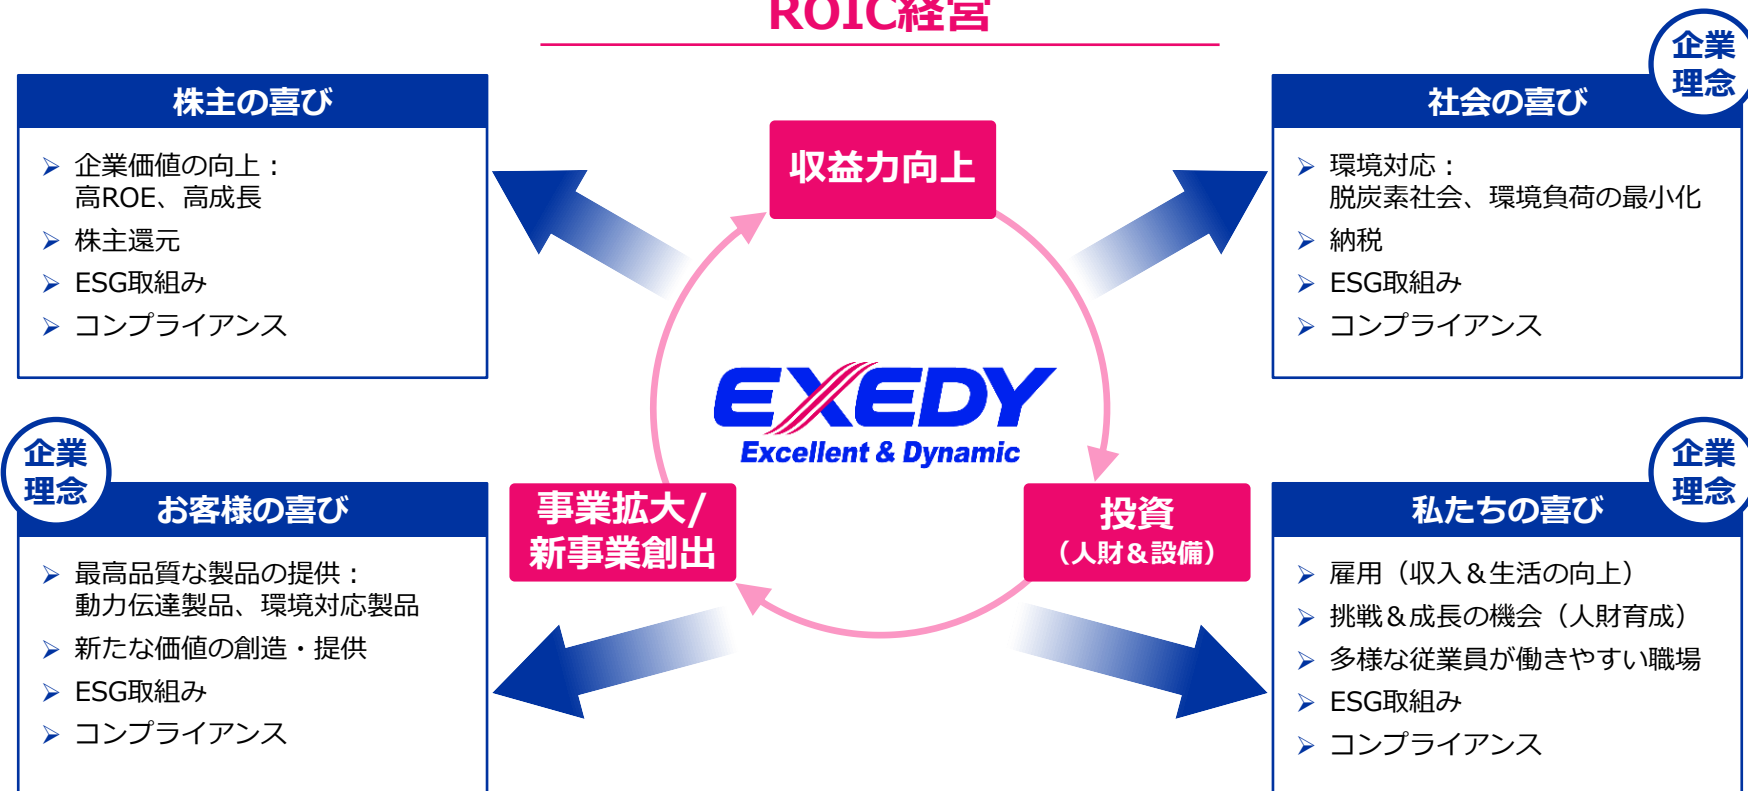 ROIC経営
株主の喜び
企業価値の向上：
高ROE、高成長
株主還元
ESG取組み
コンプライアンス
収益力向上
企業
理念
社会の喜び
環境対応：
脱炭素社会、環境負荷の最小化
納税
ESG取組み
コンプライアンス
EXEDY
Excellent & Dynamic
企業
理念
お客様の喜び
最高品質な製品の提供：
動力伝達製品、環境対応製品
新たな価値の創造・提供
ESG取組み
コンプライアンス
事業拡大/
新事業創出
投資
（人財＆設備）
企業
理念
私たちの喜び
雇用（収入＆生活の向上）
挑戦＆成長の機会（人財育成）
多様な従業員が働きやすい職場
ESG取組み
コンプライアンス